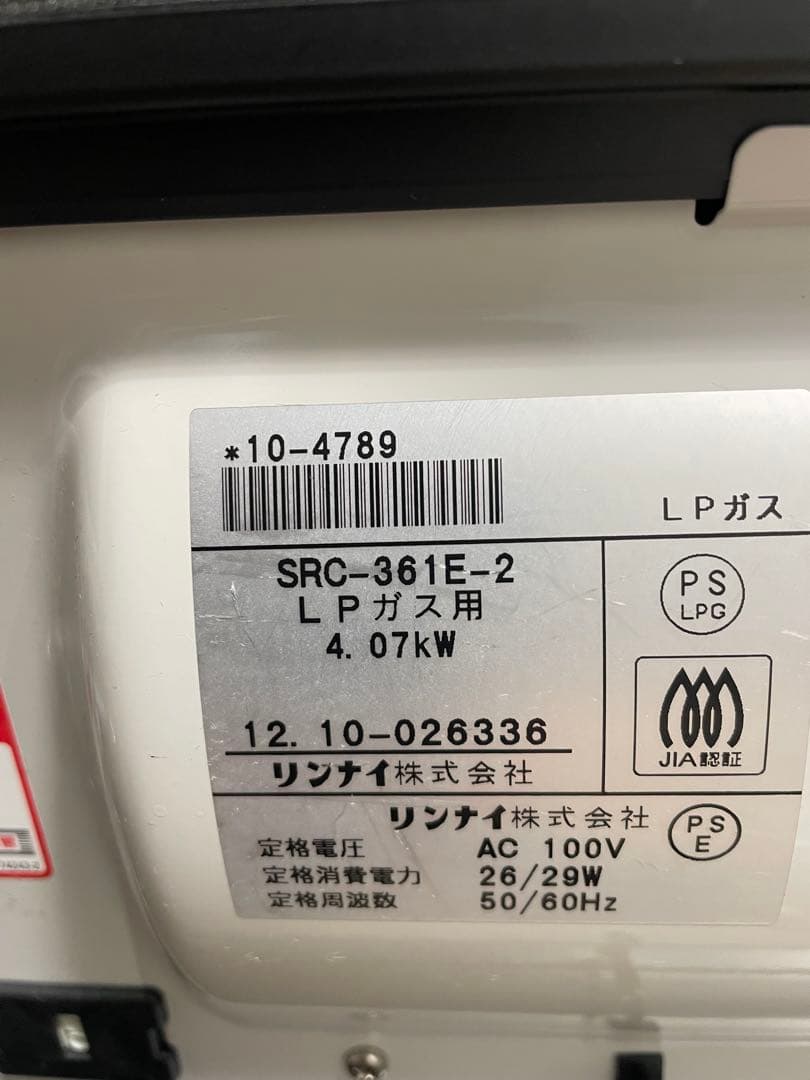 *10-4789
LPガス
SRC-361E-2
LPガス用
4.07kW
PS
LPG
JIA認証
12.10-026336
リンナイ株式会社
リンナイ株式会社
PS
E
定格電圧 AC 100V
定格消費電力 26/29W
定格周波数 50/60Hz